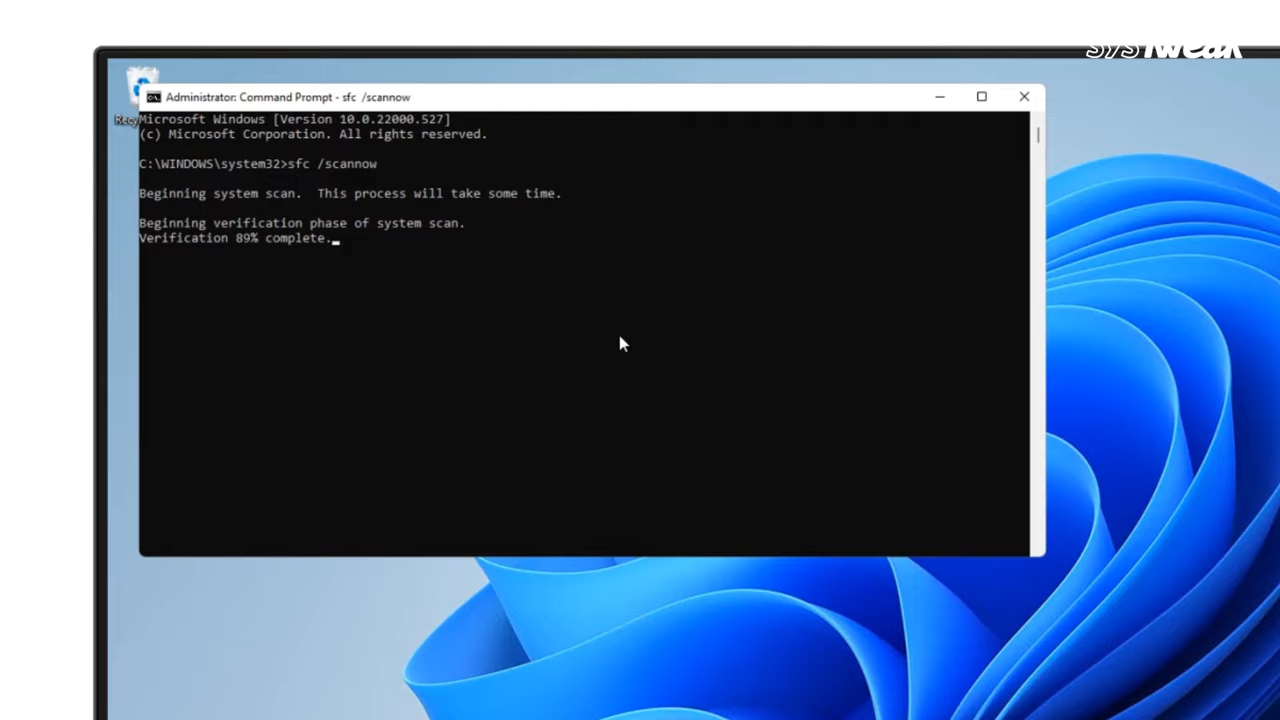 SYSTweak
Recy
Administrator: Command Prompt - sfc /scannow
Microsoft Windows [Version 10.0.22000.527]
(c) Microsoft Corporation. All rights reserved.
C:\WINDOWS\system32>sfc /scannow
Beginning system scan.  This process will take some time.
Beginning verification phase of system scan.
Verification 89% complete.